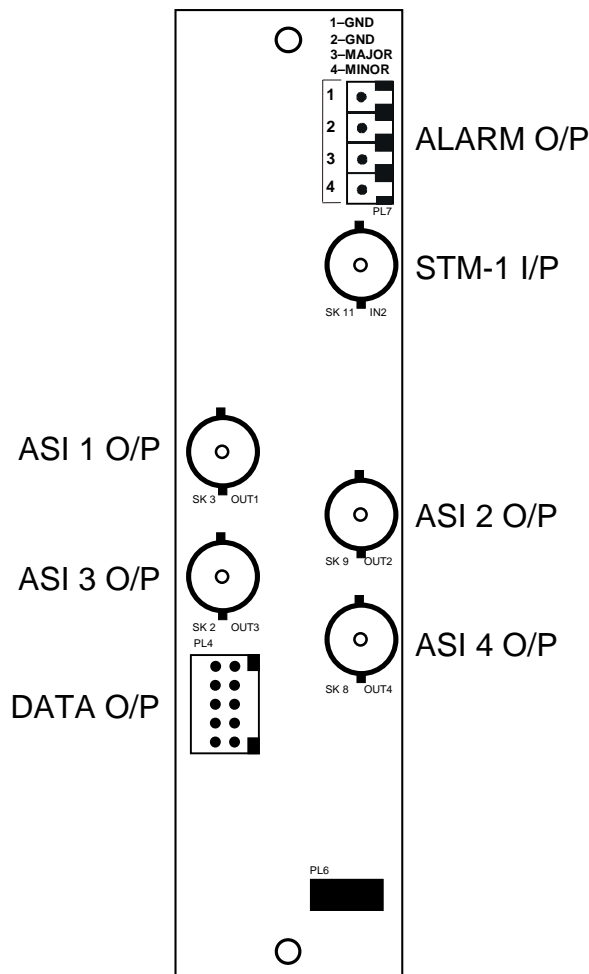 1–GND
2–GND
3–MAJOR
4–MINOR
1
2
3
4
ALARM O/P
PL7
STM-1 I/P
SK 11 IN2
ASI 1 O/P
SK 3 OUT1
ASI 2 O/P
SK 9 OUT2
ASI 3 O/P
SK 2 OUT3
PL4
ASI 4 O/P
SK 8 OUT4
DATA O/P
PL6